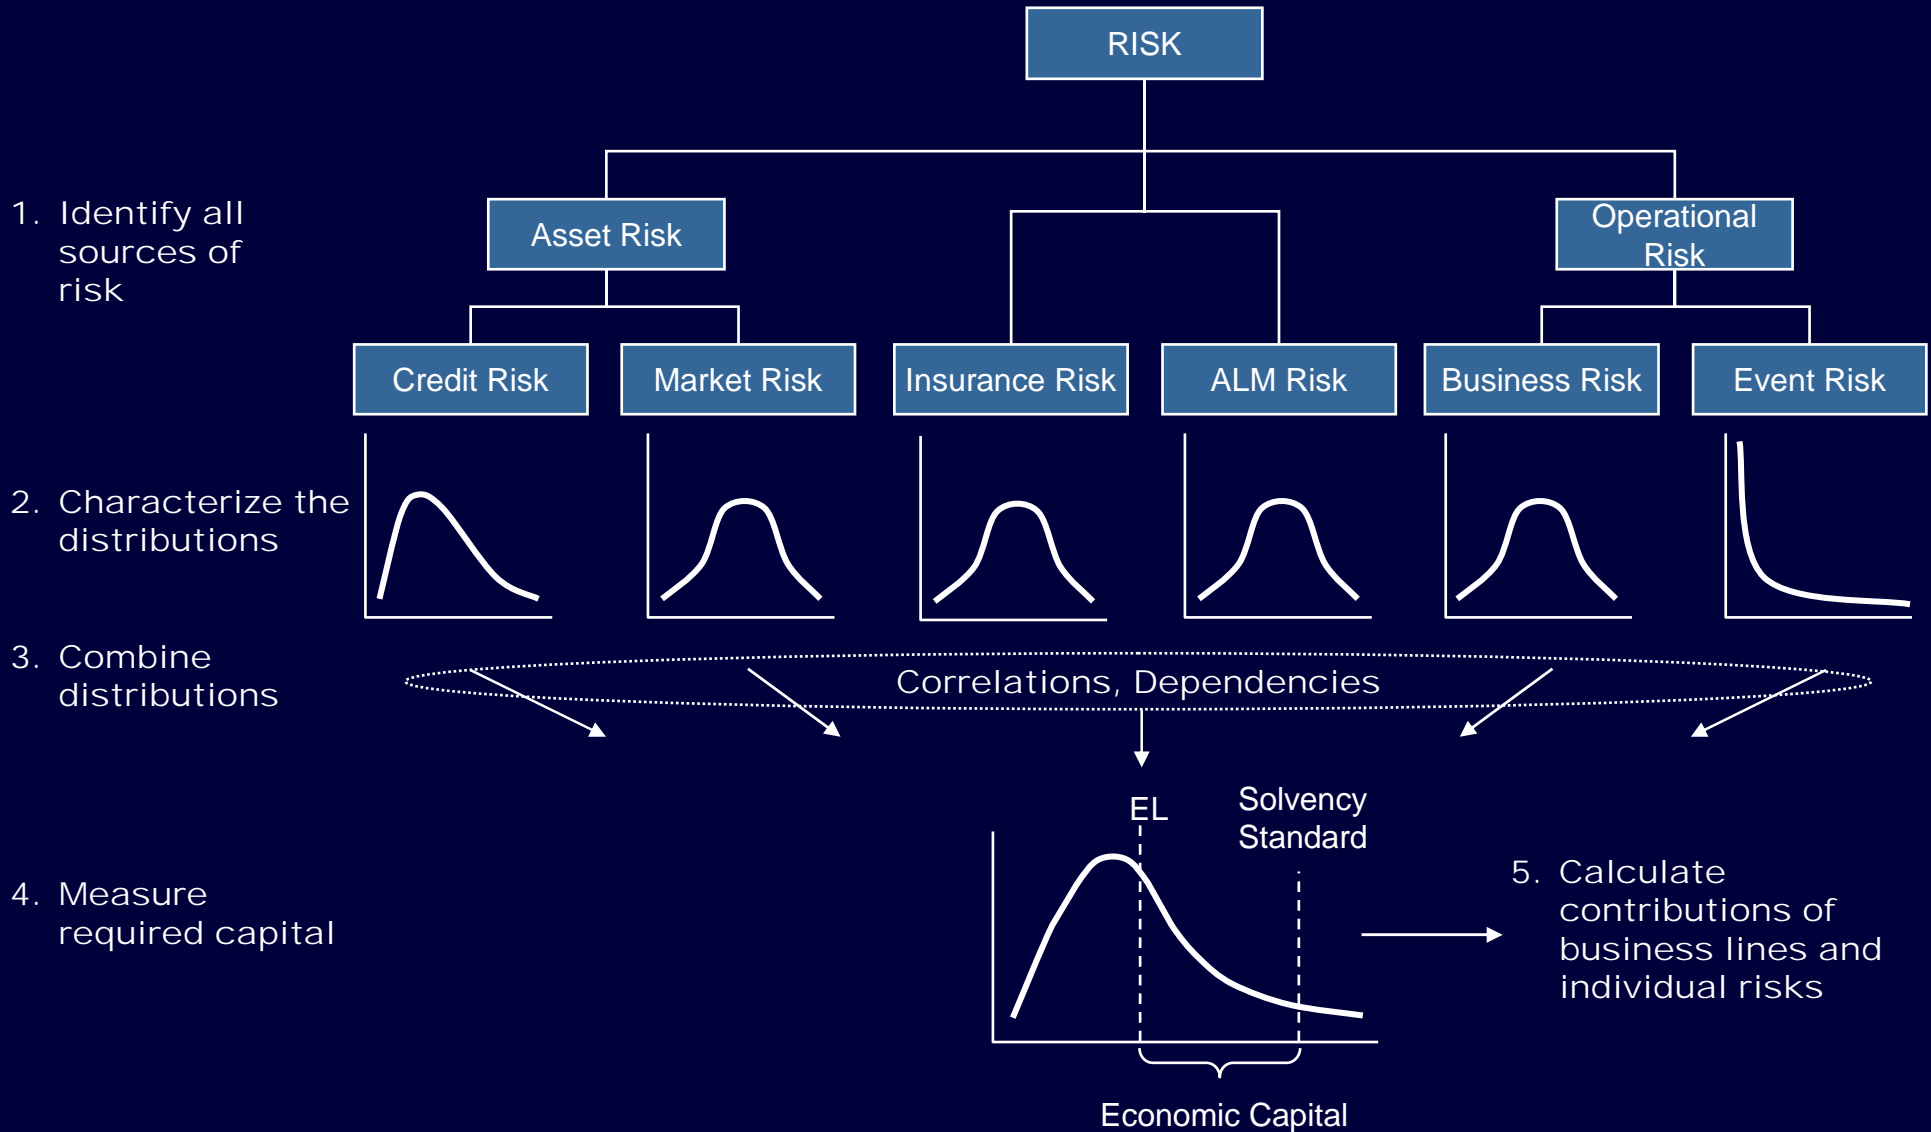 RISK
1. Identify all
sources of
risk
Asset Risk
Operational
Risk
Credit Risk
Market Risk
Insurance Risk
ALM Risk
Business Risk
Event Risk
2. Characterize the
distributions
3. Combine
distributions
Correlations, Dependencies
EL
Solvency
Standard
4. Measure
required capital
5. Calculate
contributions of
business lines and
individual risks
Economic Capital